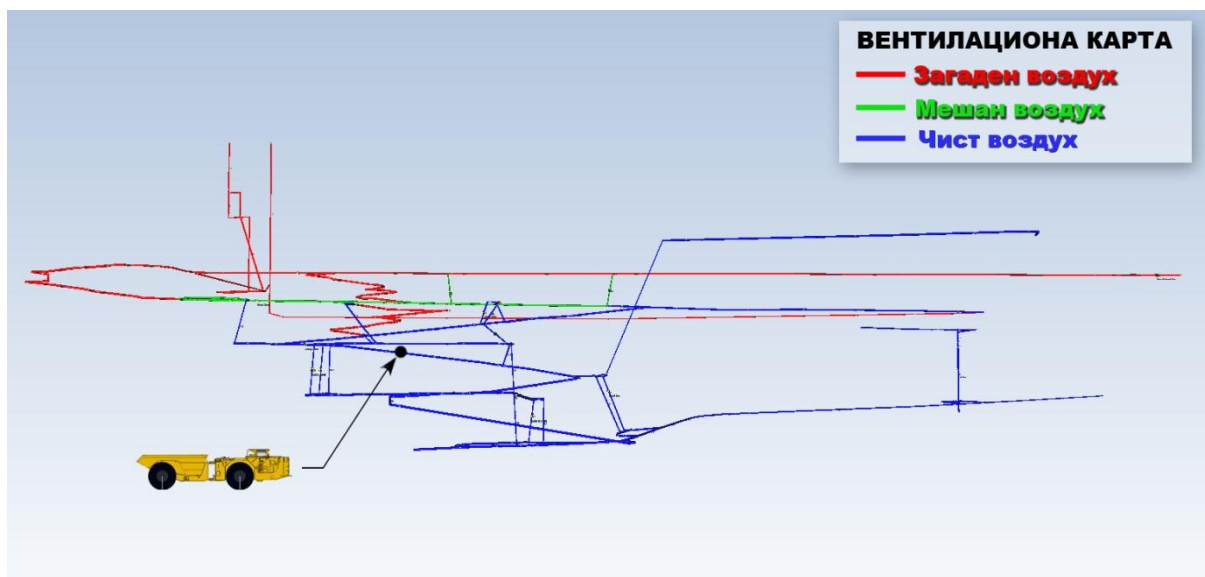 ВЕНТИЛАЦИОНА КАРТА
Загаден воздух
Мешан воздух
Чист воздух